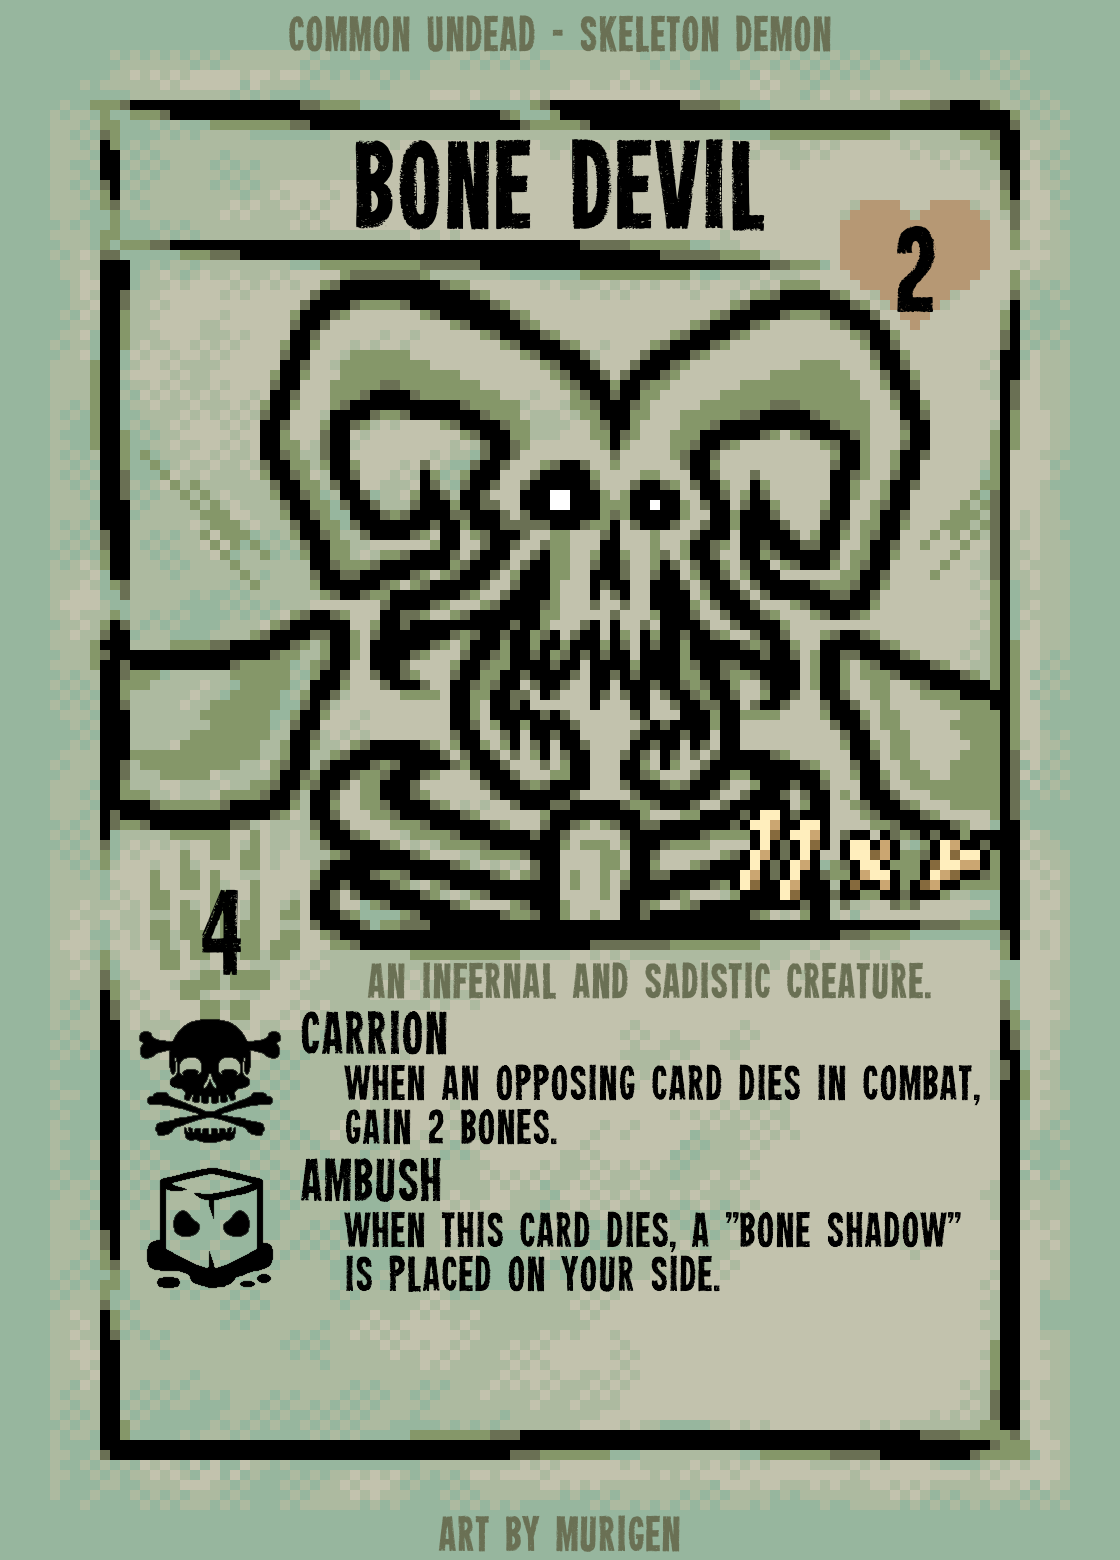 COMMON UNDEAD - SKELETON DEMON
BONE DEVIL
2
4
AN INFERNAL AND SADISTIC CREATURE.
CARRION
WHEN AN OPPOSING CARD DIES IN COMBAT,
GAIN 2 BONES.
AMBUSH
WHEN THIS CARD DIES, A "BONE SHADOW"
IS PLACED ON YOUR SIDE.
ART BY MURIGEN